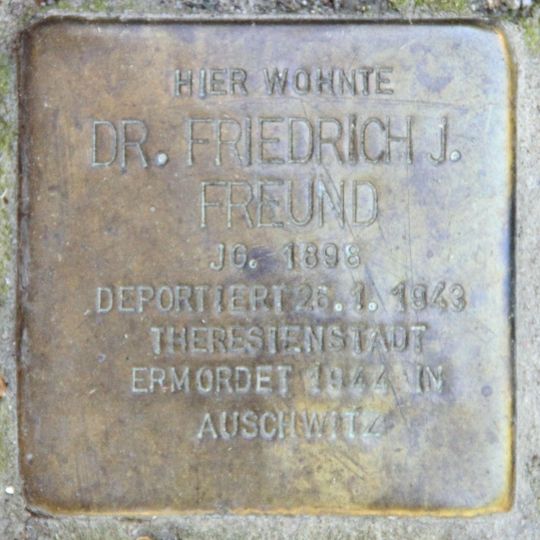 HIER WOHNTE
DR. FRIEDRICH J.
FREUND
JG. 1898
DEPORTIERT 26.1.1943
THERESIENSTADT
ERMORDET 1944 IN
AUSCHWITZ